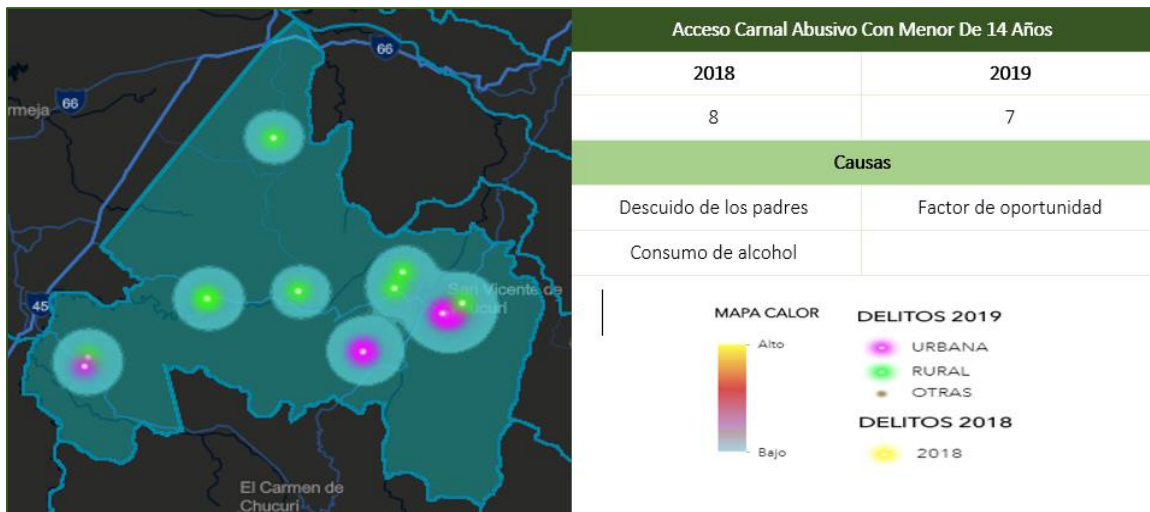 66
66
rmeja
45
San Vicente de
Chucurí
El Carmen de
Chucurí
Acceso Carnal Abusivo Con Menor De 14 Años
2018 2019
8 7
Causas
Descuido de los padres Factor de oportunidad
Consumo de alcohol
MAPA CALOR
Alto
Bajo
DELITOS 2019
URBANA
RURAL
OTRAS
DELITOS 2018
2018